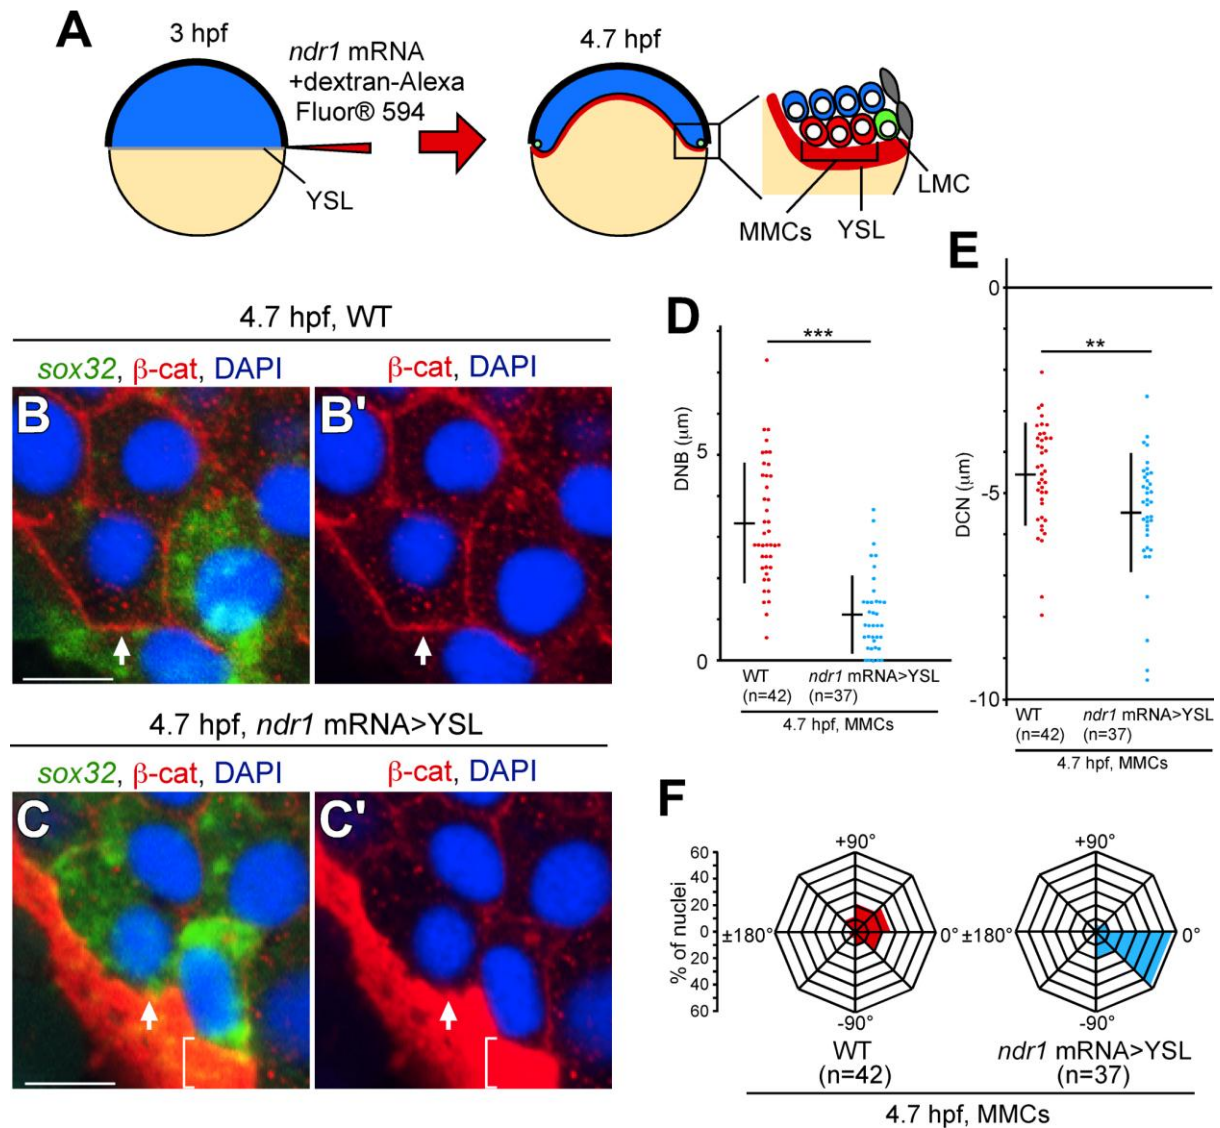 A
3 hpf
ndr1 mRNA
+dextran-Alexa
Fluor® 594
YSL
4.7 hpf
LMC
MMCs
YSL
4.7 hpf, WT
sox32, β-cat, DAPI
β-cat, DAPI
B
B'
4.7 hpf, ndr1 mRNA>YSL
sox32, β-cat, DAPI
β-cat, DAPI
C
C'
D
***
DNB (μm)
5
0
WT
(n=42)
ndr1 mRNA>YSL
(n=37)
4.7 hpf, MMCs
E
0
**
DCN (μm)
-5
-10
WT
(n=42)
ndr1 mRNA>YSL
(n=37)
4.7 hpf, MMCs
F
% of nuclei
60
40
20
0
20
40
60
+90°
±180°
0°
-90°
WT
(n=42)
+90°
±180°
0°
-90°
ndr1 mRNA>YSL
(n=37)
4.7 hpf, MMCs